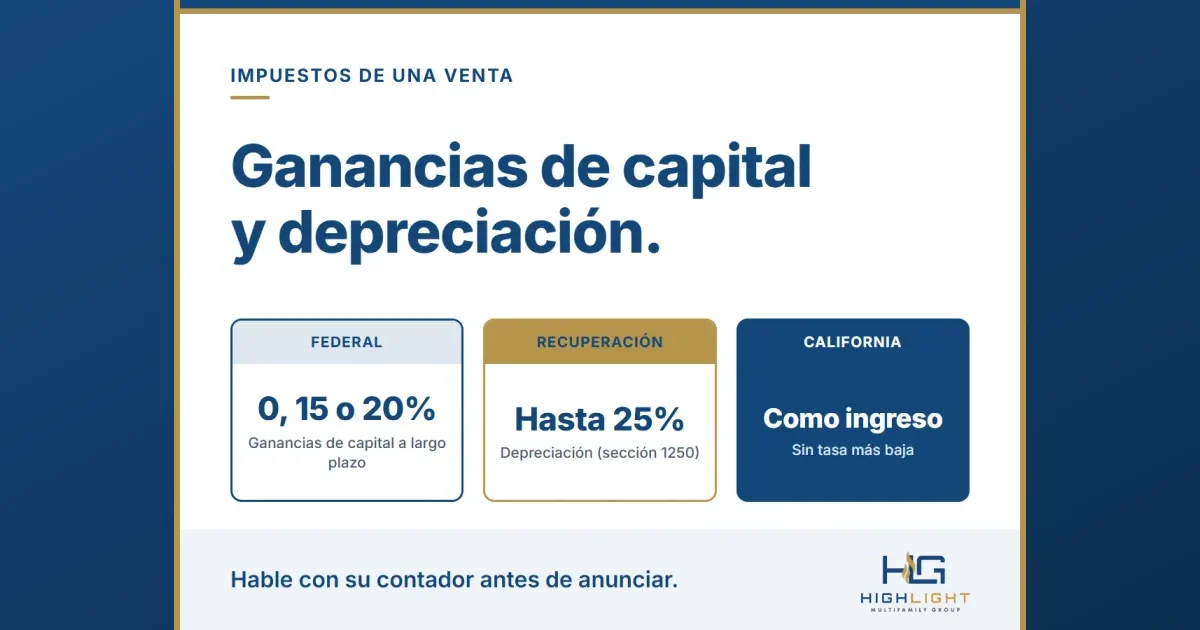 IMPUESTOS DE UNA VENTA
Ganancias de capital
y depreciación.
FEDERAL
0, 15 o 20%
Ganancias de capital a largo
plazo
RECUPERACIÓN
Hasta 25%
Depreciación (sección 1250)
CALIFORNIA
Como ingreso
Sin tasa más baja
Hable con su contador antes de anunciar.
HLG
HIGHLIGHT
MULTIFAMILY GROUP